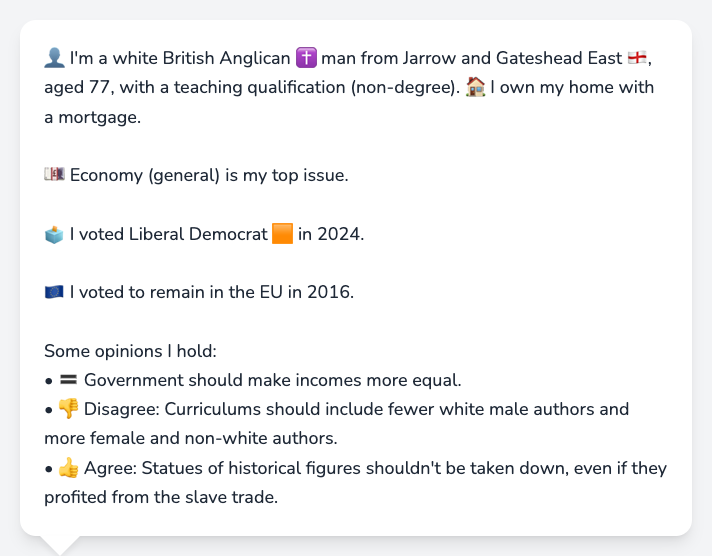 👤 I'm a white British Anglican ✝️ man from Jarrow and Gateshead East 🏴󠁧󠁢󠁥󠁮󠁧󠁿,
aged 77, with a teaching qualification (non-degree). 🏠 I own my home with
a mortgage.
💷 Economy (general) is my top issue.
🗳️ I voted Liberal Democrat 🟧 in 2024.
🇪🇺 I voted to remain in the EU in 2016.
Some opinions I hold:
• 🟰 Government should make incomes more equal.
• 👎 Disagree: Curriculums should include fewer white male authors and
more female and non-white authors.
• 👍 Agree: Statues of historical figures shouldn't be taken down, even if they
profited from the slave trade.